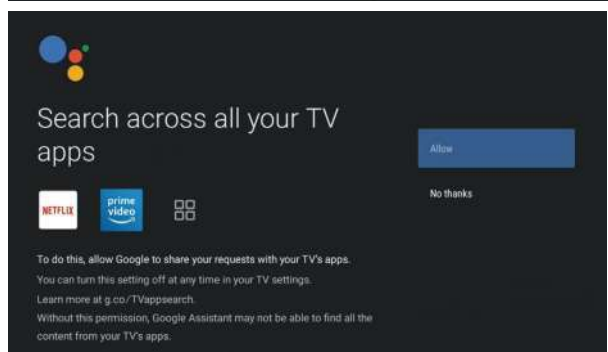 Search across all your TV
apps
NETFLIX
prime
video
To do this, allow Google to share your requests with your TV's apps.
You can turn this setting off at any time in your TV settings.
Learn more at g.co/TVappsearch.
Without this permission, Google Assistant may not be able to find all the
content from your TV's apps.
Allow
No thanks